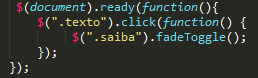 $(document).ready(function(){
$(".texto").click(function() {
$(".saiba").fadeToggle();
});
});